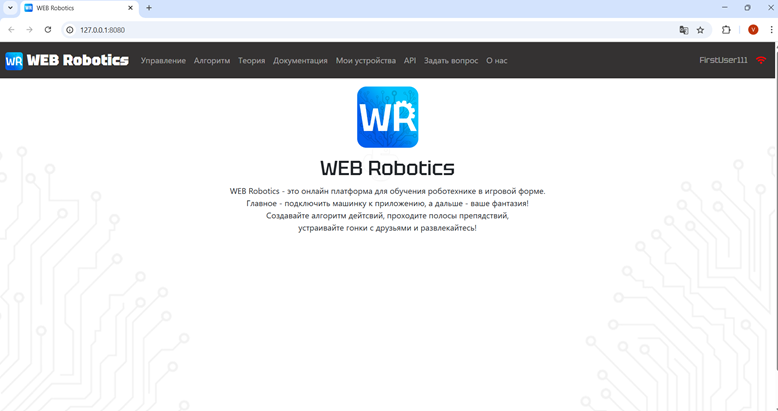 WEB Robotics
127.0.0.1:8080
V
WR WEB Robotics Управление Алгоритм Теория Документация Мои устройства API Задать вопрос О нас FirstUser111
WR
WEB Robotics
WEB Robotics - это онлайн платформа для обучения роботехнике в игровой форме.
Главное - подключить машинку к приложению, а дальше - ваше фантазия!
Создавайте алгоритм дейтсвий, проходите полосы препядствий,
устраивайте гонки с друзьями и развлекайтесь!